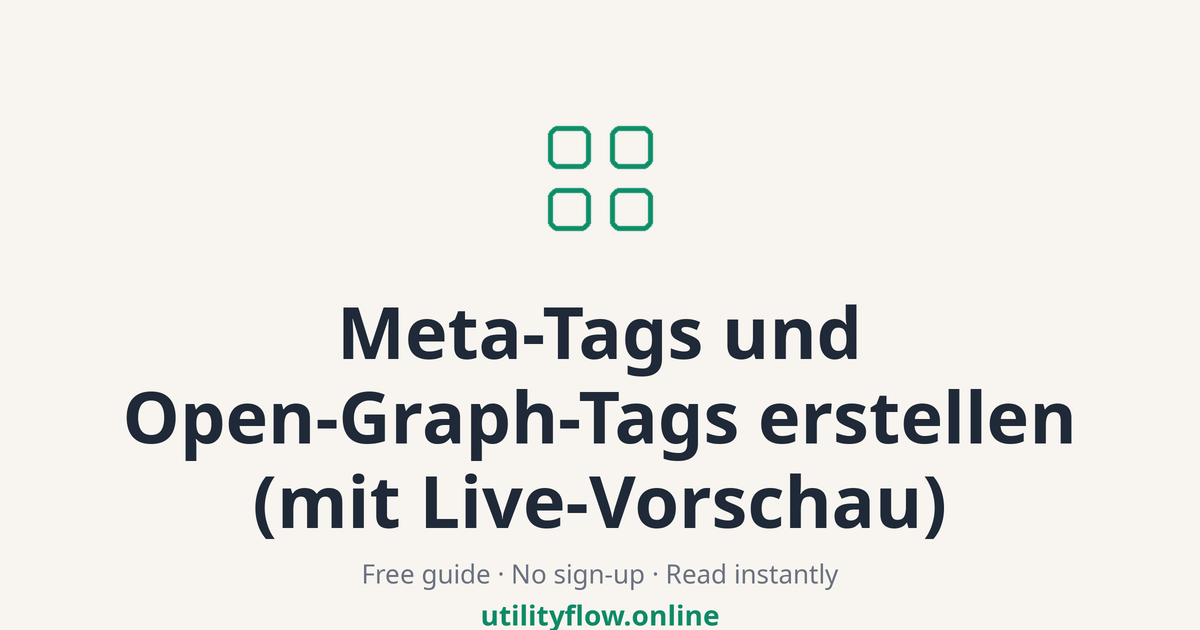 Meta-Tags und
Open-Graph-Tags erstellen
(mit Live-Vorschau)
Free guide · No sign-up · Read instantly
utilityflow.online